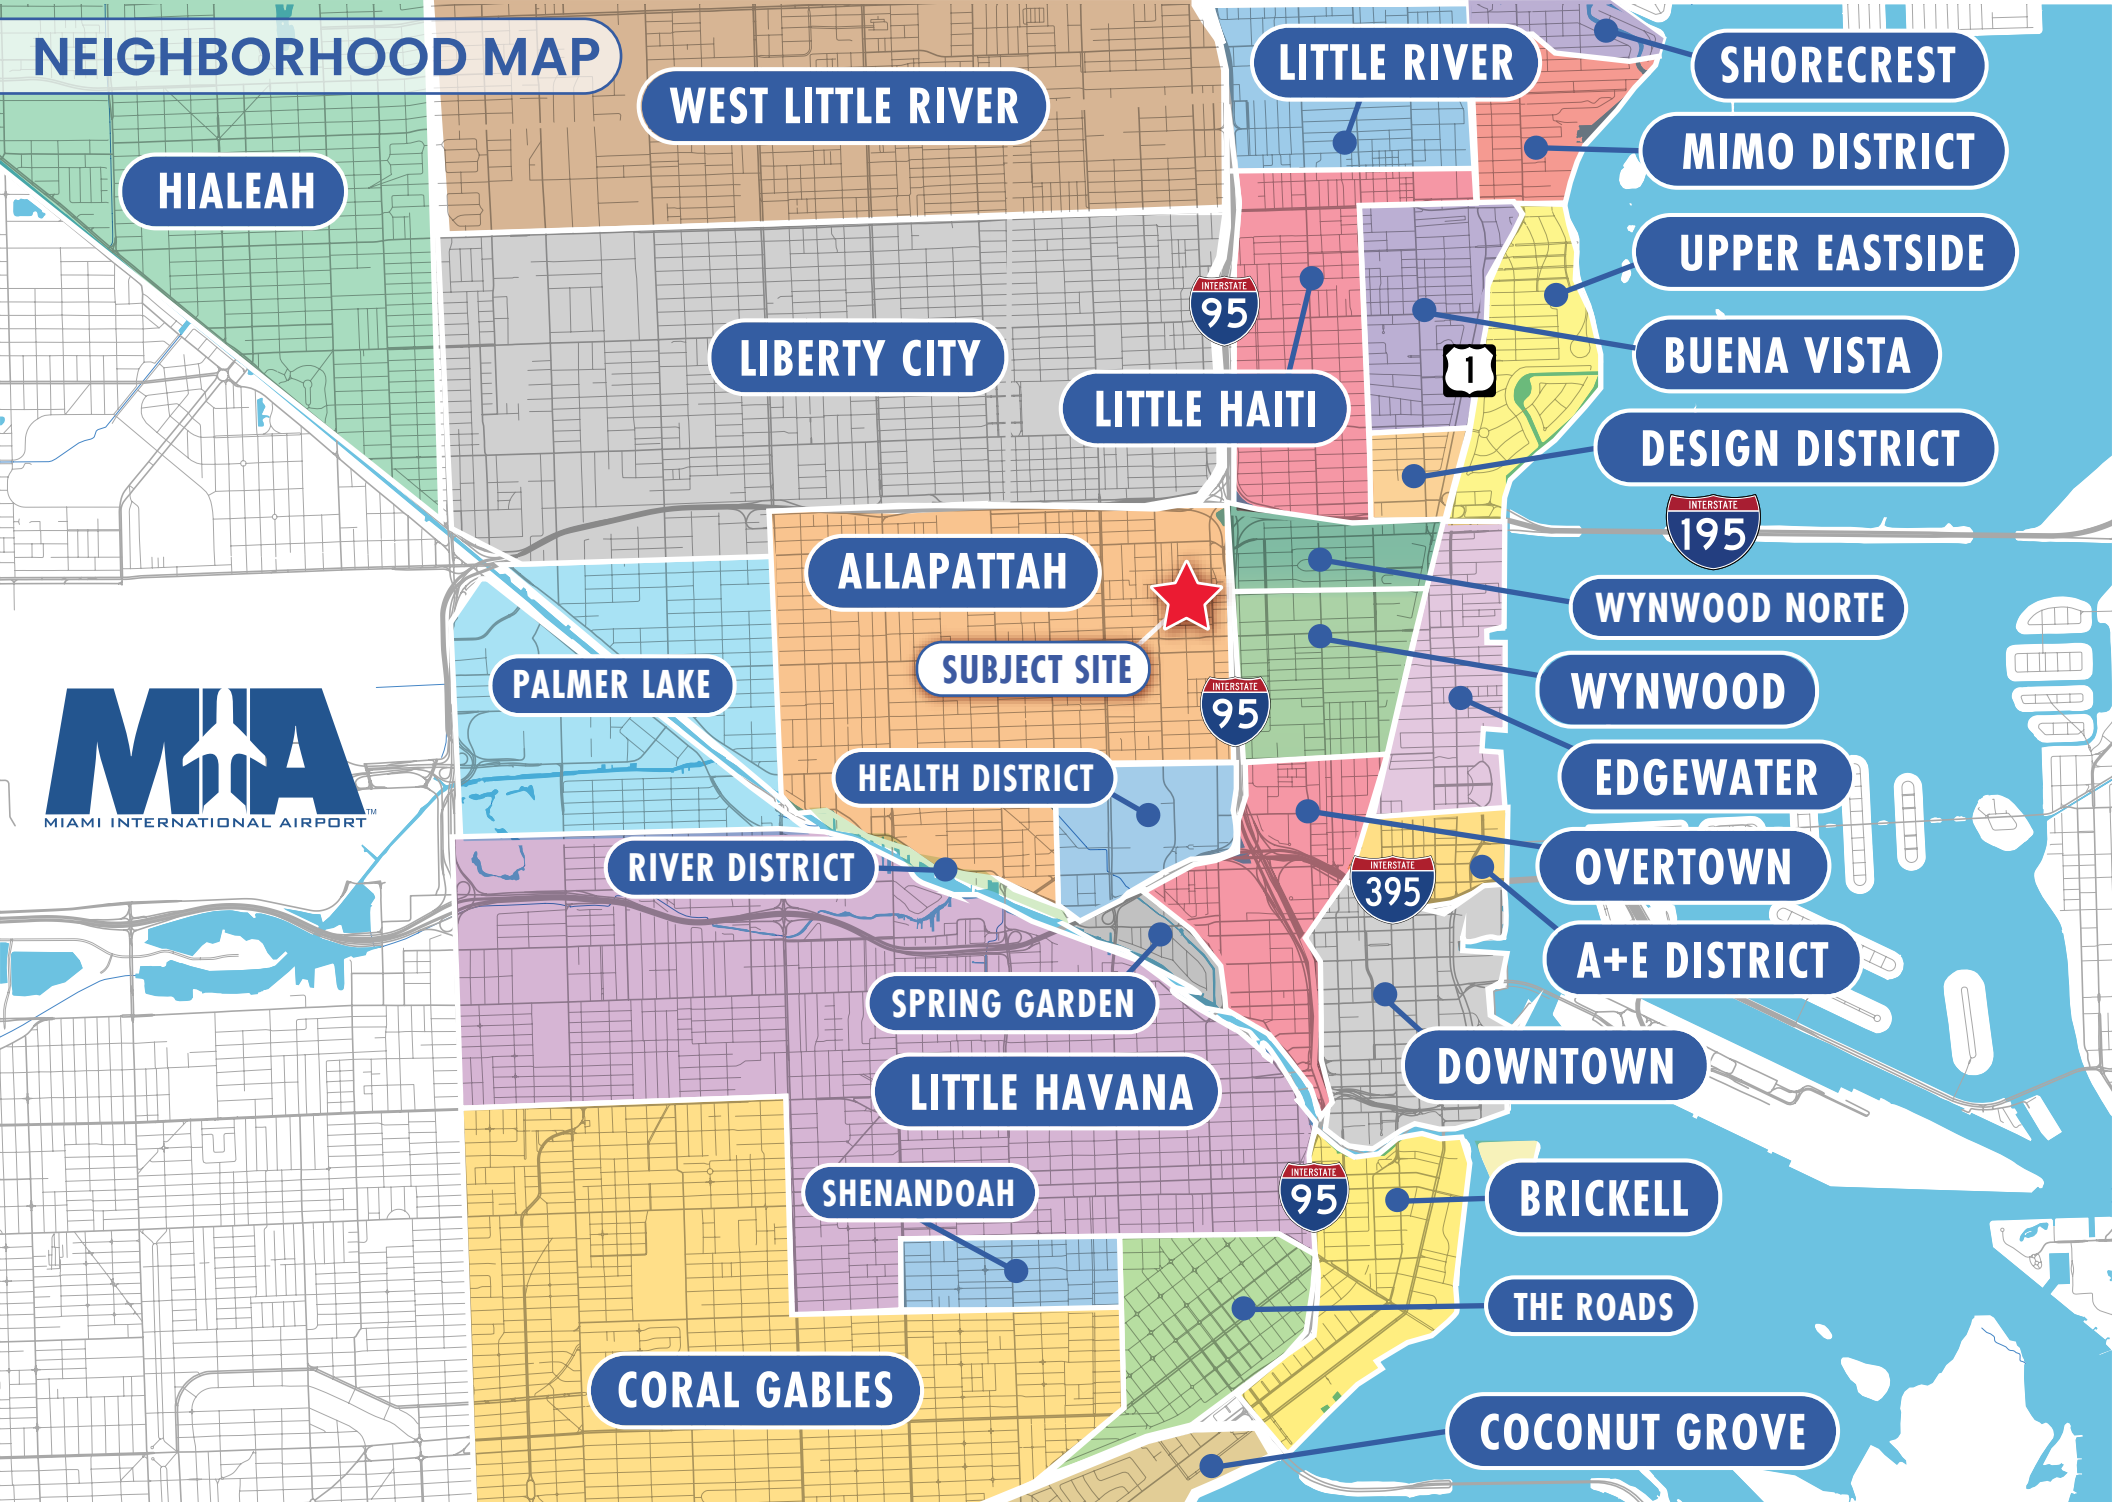 NEIGHBORHOOD MAP
LITTLE RIVER
SHORECREST
WEST LITTLE RIVER
MIMO DISTRICT
HIALEAH
UPPER EASTSIDE
INTERSTATE
95
LIBERTY CITY
BUENA VISTA
1
LITTLE HAITI
DESIGN DISTRICT
INTERSTATE
195
ALLAPATTAH
WYNWOOD NORTE
SUBJECT SITE
PALMER LAKE
WYNWOOD
INTERSTATE
95
MIA
MIAMI INTERNATIONAL AIRPORT™
HEALTH DISTRICT
EDGEWATER
RIVER DISTRICT
OVERTOWN
INTERSTATE
395
A+E DISTRICT
SPRING GARDEN
DOWNTOWN
LITTLE HAVANA
SHENANDOAH
INTERSTATE
95
BRICKELL
THE ROADS
CORAL GABLES
COCONUT GROVE